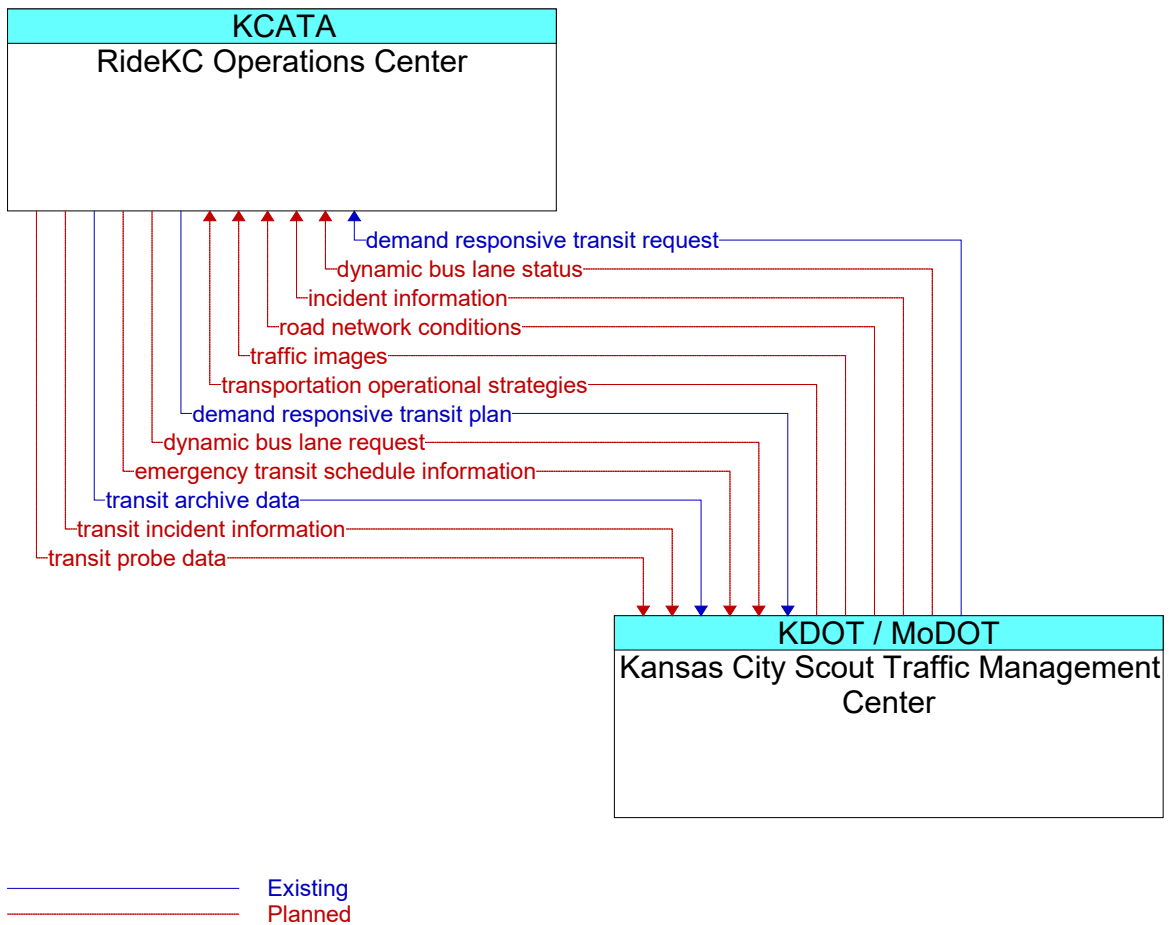 KCATA
RideKC Operations Center
demand responsive transit request
dynamic bus lane status
incident information
road network conditions
traffic images
transportation operational strategies
demand responsive transit plan
dynamic bus lane request
emergency transit schedule information
transit archive data
transit incident information
transit probe data
KDOT / MoDOT
Kansas City Scout Traffic Management
Center
Existing
Planned